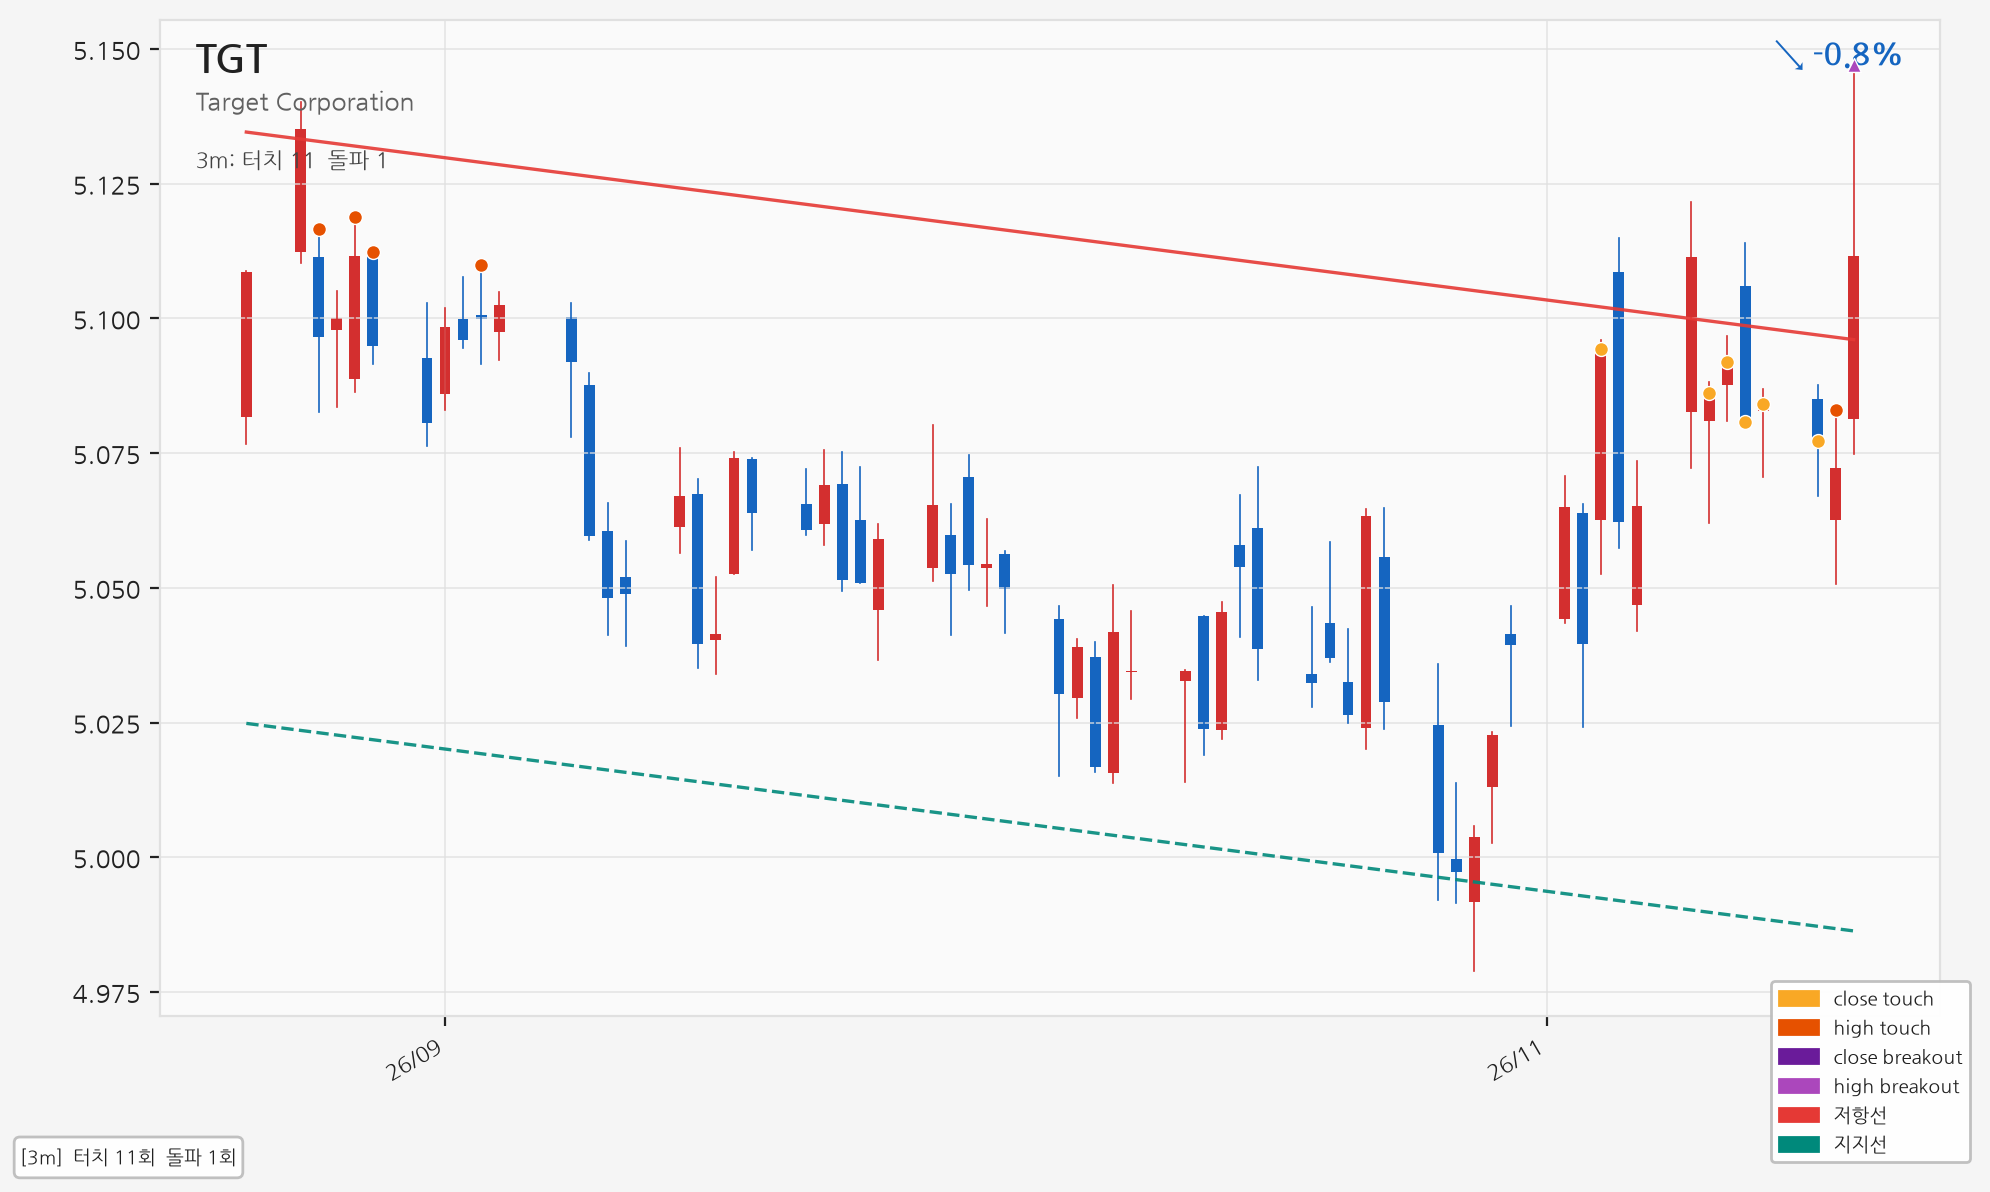 TGT
Target Corporation
3m: 터치 11  돌파 1
-0.8%
5.150
5.125
5.100
5.075
5.050
5.025
5.000
4.975
26/09
26/11
close touch
high touch
close breakout
high breakout
저항선
지지선
[3m]  터치 11회  돌파 1회